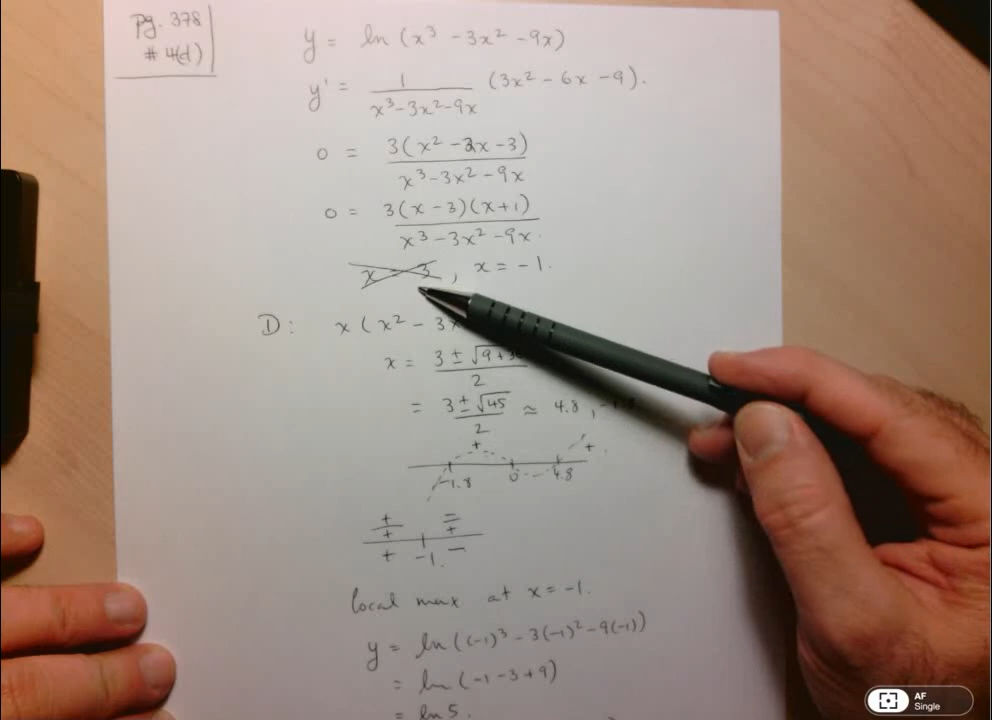 Pg. 378
# 4(d)
y = ln (x³ - 3x² - 9x)
y' = 1/(x³ - 3x² - 9x) (3x² - 6x - 9).
0 = 3(x² - 2x - 3)/(x³ - 3x² - 9x)
0 = 3(x - 3)(x + 1)/(x³ - 3x² - 9x).
x = 3, x = -1.
D: x(x² - 3x
x = 3 ± √9+36/2
= 3 ± √45/2 ≈ 4.8, -1.8
+ +
-1.8 0 4.8
+/+ =/+
+ -1. -
local max at x = -1.
y = ln((-1)³ - 3(-1)² - 9(-1))
= ln(-1 - 3 + 9)
= ln 5.
AF
Single